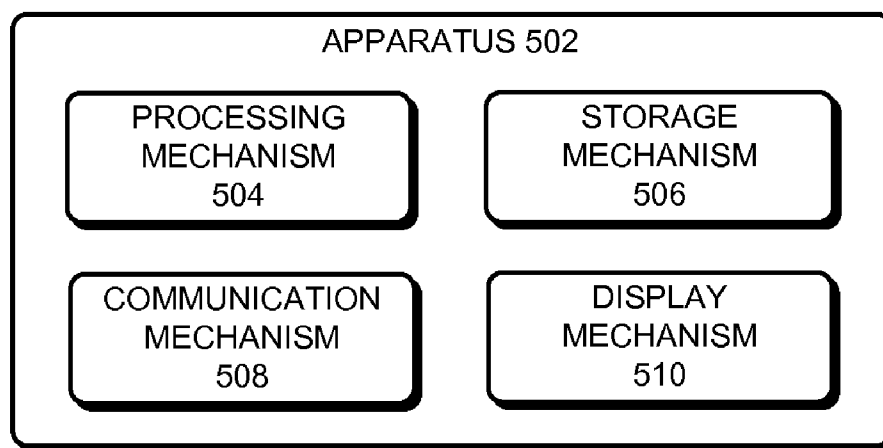 APPARATUS 502
PROCESSING
MECHANISM
504
STORAGE
MECHANISM
506
COMMUNICATION
MECHANISM
508
DISPLAY
MECHANISM
510